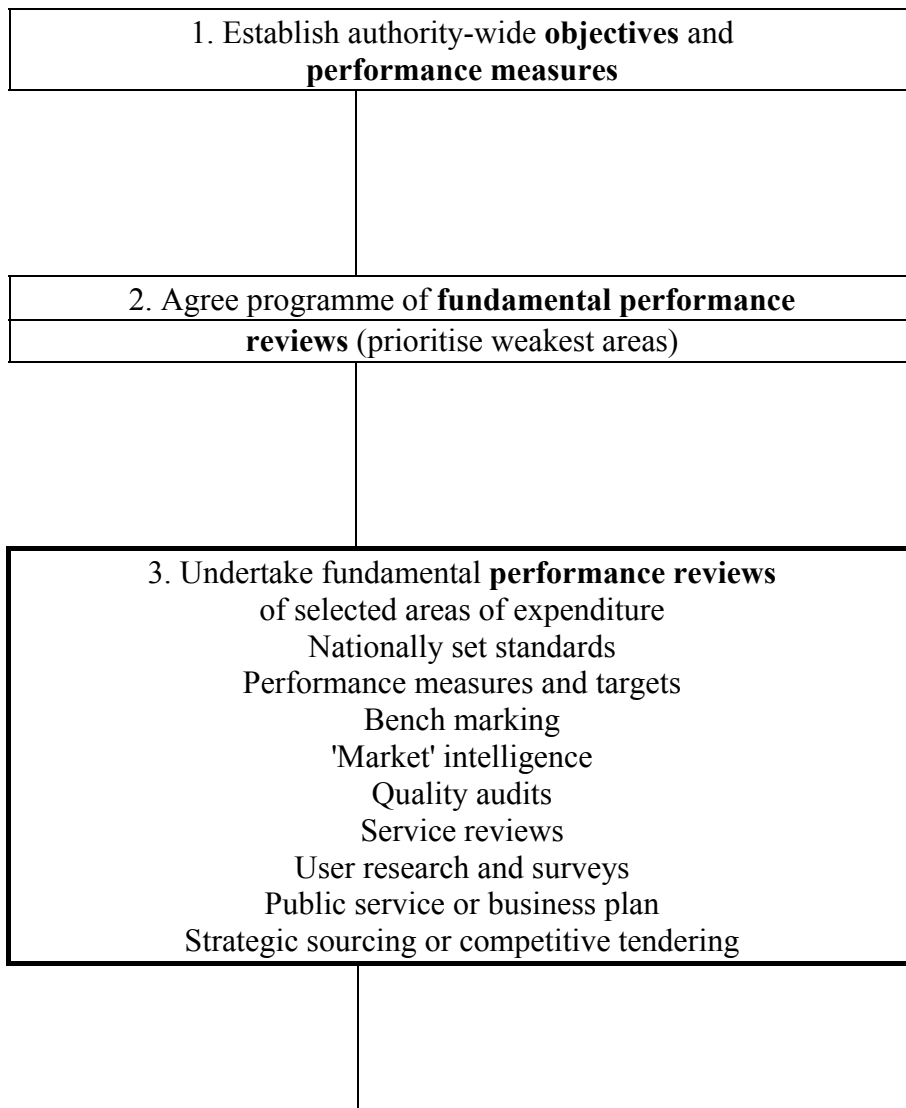 1. Establish authority-wide objectives and
performance measures
2. Agree programme of fundamental performance
reviews (prioritise weakest areas)
3. Undertake fundamental performance reviews
of selected areas of expenditure
Nationally set standards
Performance measures and targets
Bench marking
'Market' intelligence
Quality audits
Service reviews
User research and surveys
Public service or business plan
Strategic sourcing or competitive tendering